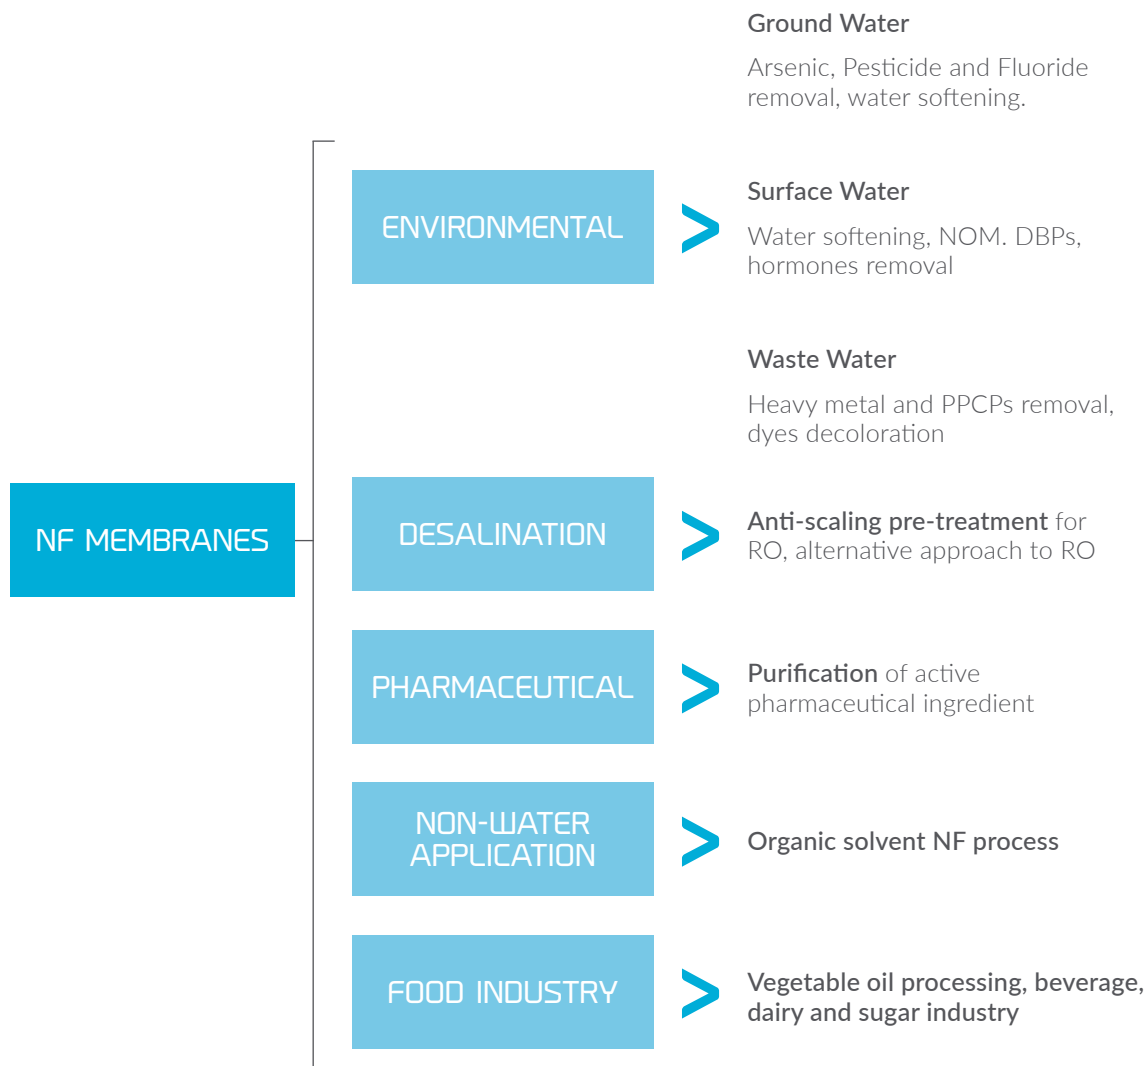 Ground Water
Arsenic, Pesticide and Fluoride
removal, water softening.
ENVIRONMENTAL
>
Surface Water
Water softening, NOM. DBPs,
hormones removal
Waste Water
Heavy metal and PPCPs removal,
dyes decoloration
NF MEMBRANES
DESALINATION
>
Anti-scaling pre-treatment for
RO, alternative approach to RO
PHARMACEUTICAL
>
Purification of active
pharmaceutical ingredient
NON-WATER
APPLICATION
>
Organic solvent NF process
FOOD INDUSTRY
>
Vegetable oil processing, beverage,
dairy and sugar industry